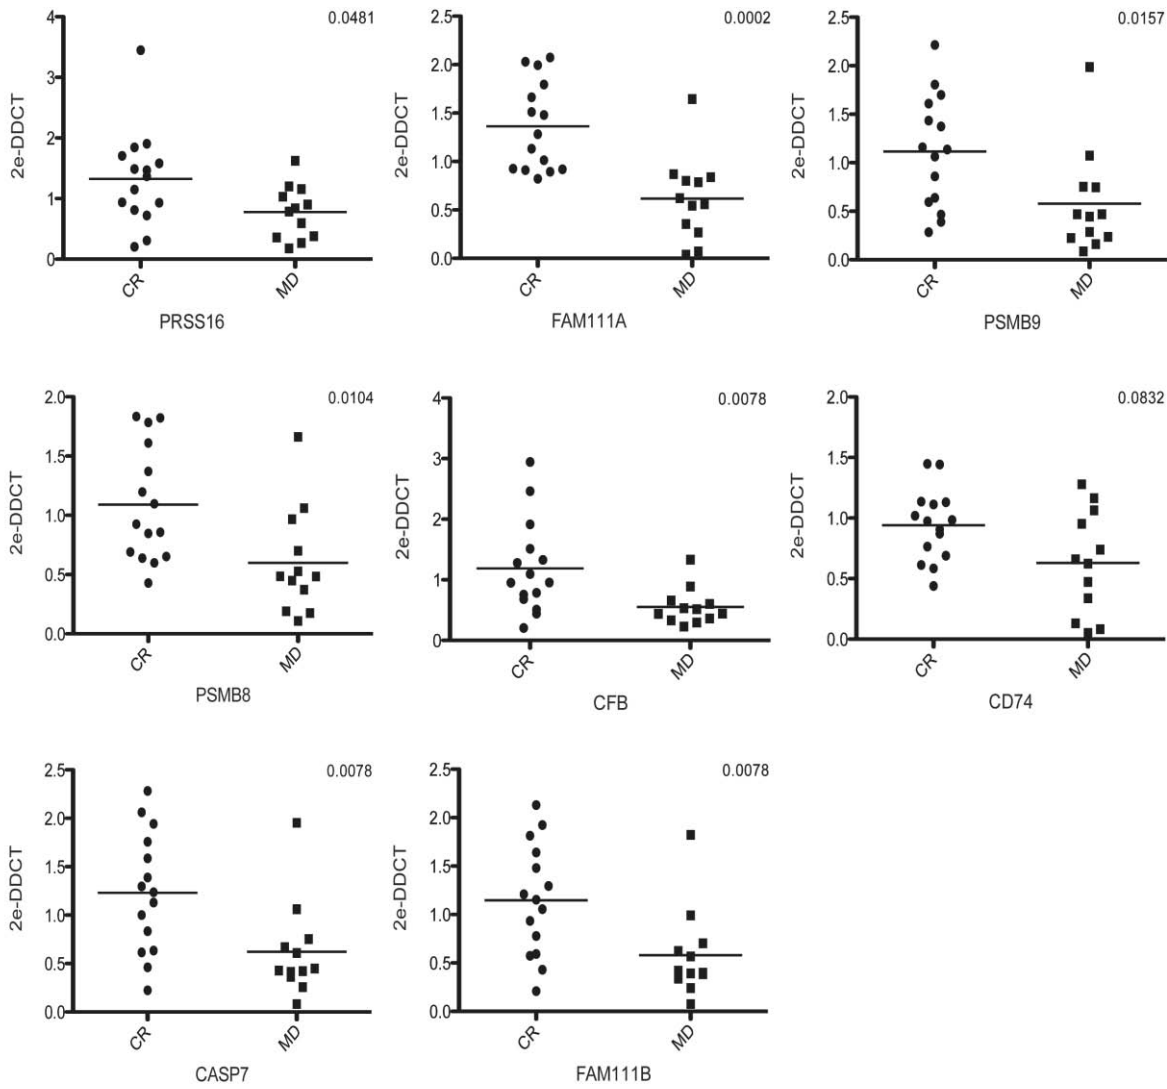 0.0481
4
3
2
1
0
2e-DDCT
CR
MD
PRSS16
0.0002
2.5
2.0
1.5
1.0
0.5
0.0
2e-DDCT
CR
MD
FAM111A
0.0157
2.5
2.0
1.5
1.0
0.5
0.0
2e-DDCT
CR
MD
PSMB9
0.0104
2.0
1.5
1.0
0.5
0.0
2e-DDCT
CR
MD
PSMB8
0.0078
4
3
2
1
0
2e-DDCT
CR
MD
CFB
0.0832
2.0
1.5
1.0
0.5
0.0
2e-DDCT
CR
MD
CD74
0.0078
2.5
2.0
1.5
1.0
0.5
0.0
2e-DDCT
CR
MD
CASP7
0.0078
2.5
2.0
1.5
1.0
0.5
0.0
2e-DDCT
CR
MD
FAM111B